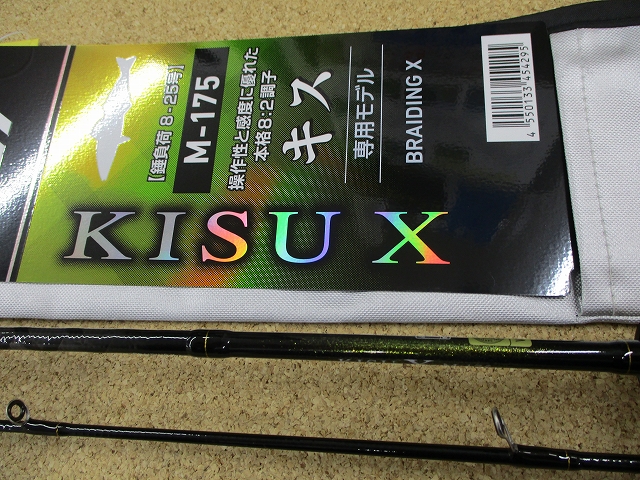 【錘負荷 8-25号】
M-175
操作性と感度に優れた
本格8:2調子
キス
専用モデル
BRAIDING X
4 550133 454295
KISU X